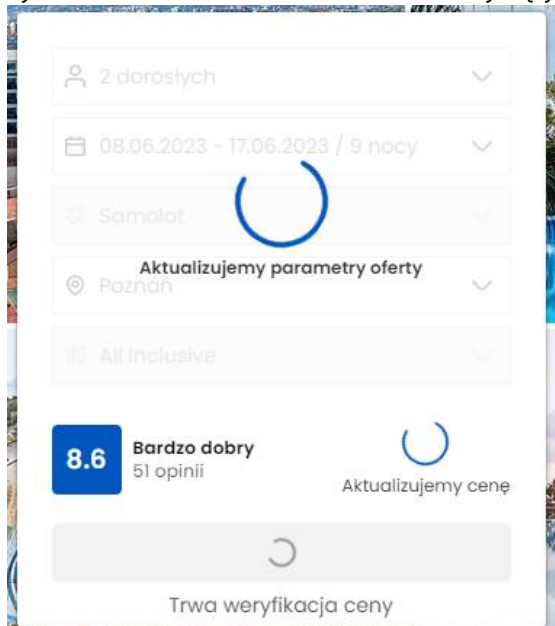 2 dorosłych
08.06.2023 - 17.06.2023 / 9 nocy
Samolot
Aktualizujemy parametry oferty
Poznań
All Inclusive
8.6
Bardzo dobry
51 opinii
Aktualizujemy cenę
Trwa weryfikacja ceny